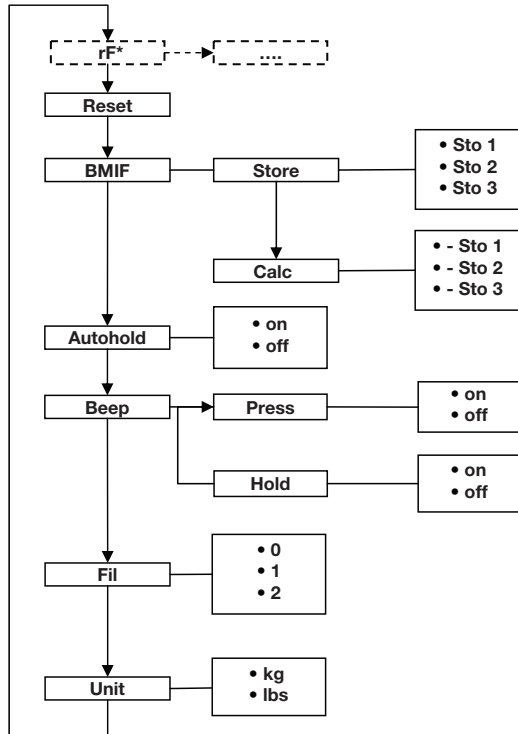 rF*
....
Reset
BMIF
Store
• Sto 1
• Sto 2
• Sto 3
Calc
• - Sto 1
• - Sto 2
• - Sto 3
Autohold
• on
• off
Beep
Press
• on
• off
Hold
• on
• off
Fil
• 0
• 1
• 2
Unit
• kg
• lbs